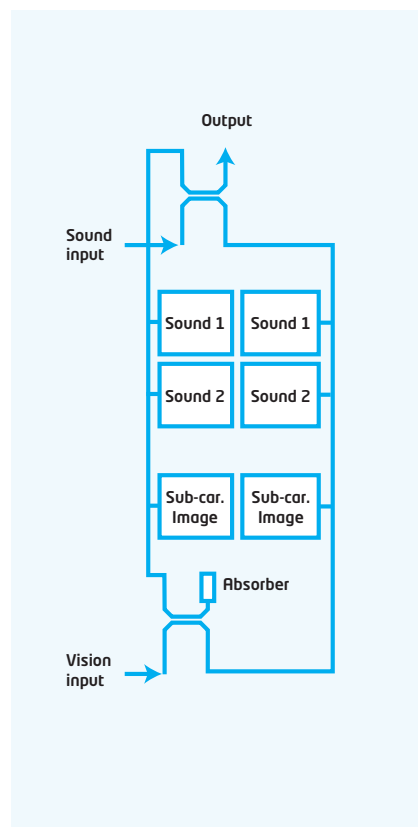 Output
Sound
input
Sound 1
Sound 1
Sound 2
Sound 2
Sub-car.
Image
Sub-car.
Image
Absorber
Vision
input